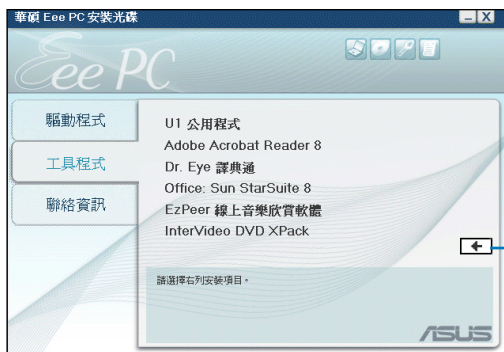 華碩 Eee PC 安裝光碟
Eee PC
驅動程式
工具程式
聯絡資訊
U1 公用程式
Adobe Acrobat Reader 8
Dr. Eye 譯典通
Office: Sun StarSuite 8
EzPeer 線上音樂欣賞軟體
InterVideo DVD XPack
請選擇右列安裝項目。
ASUS